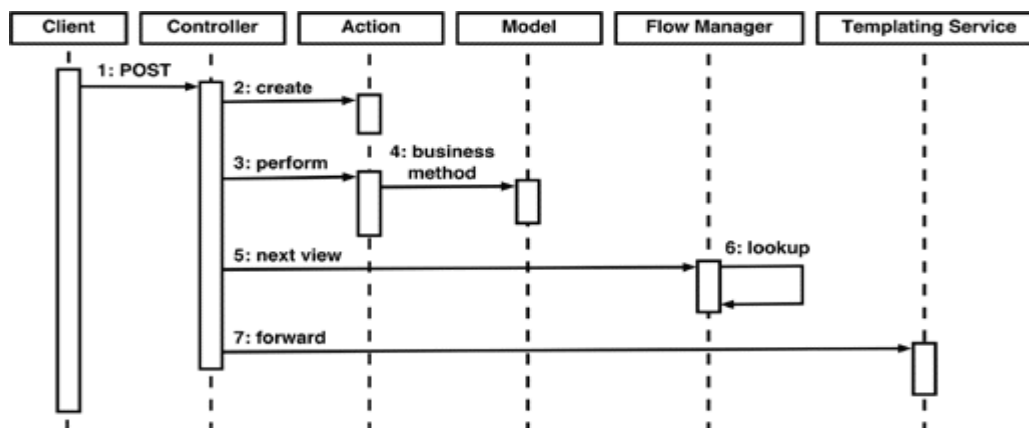 Client Controller Action Model Flow Manager Templating Service
1: POST
2: create
3: perform
4: business
method
5: next view
6: lookup
7: forward